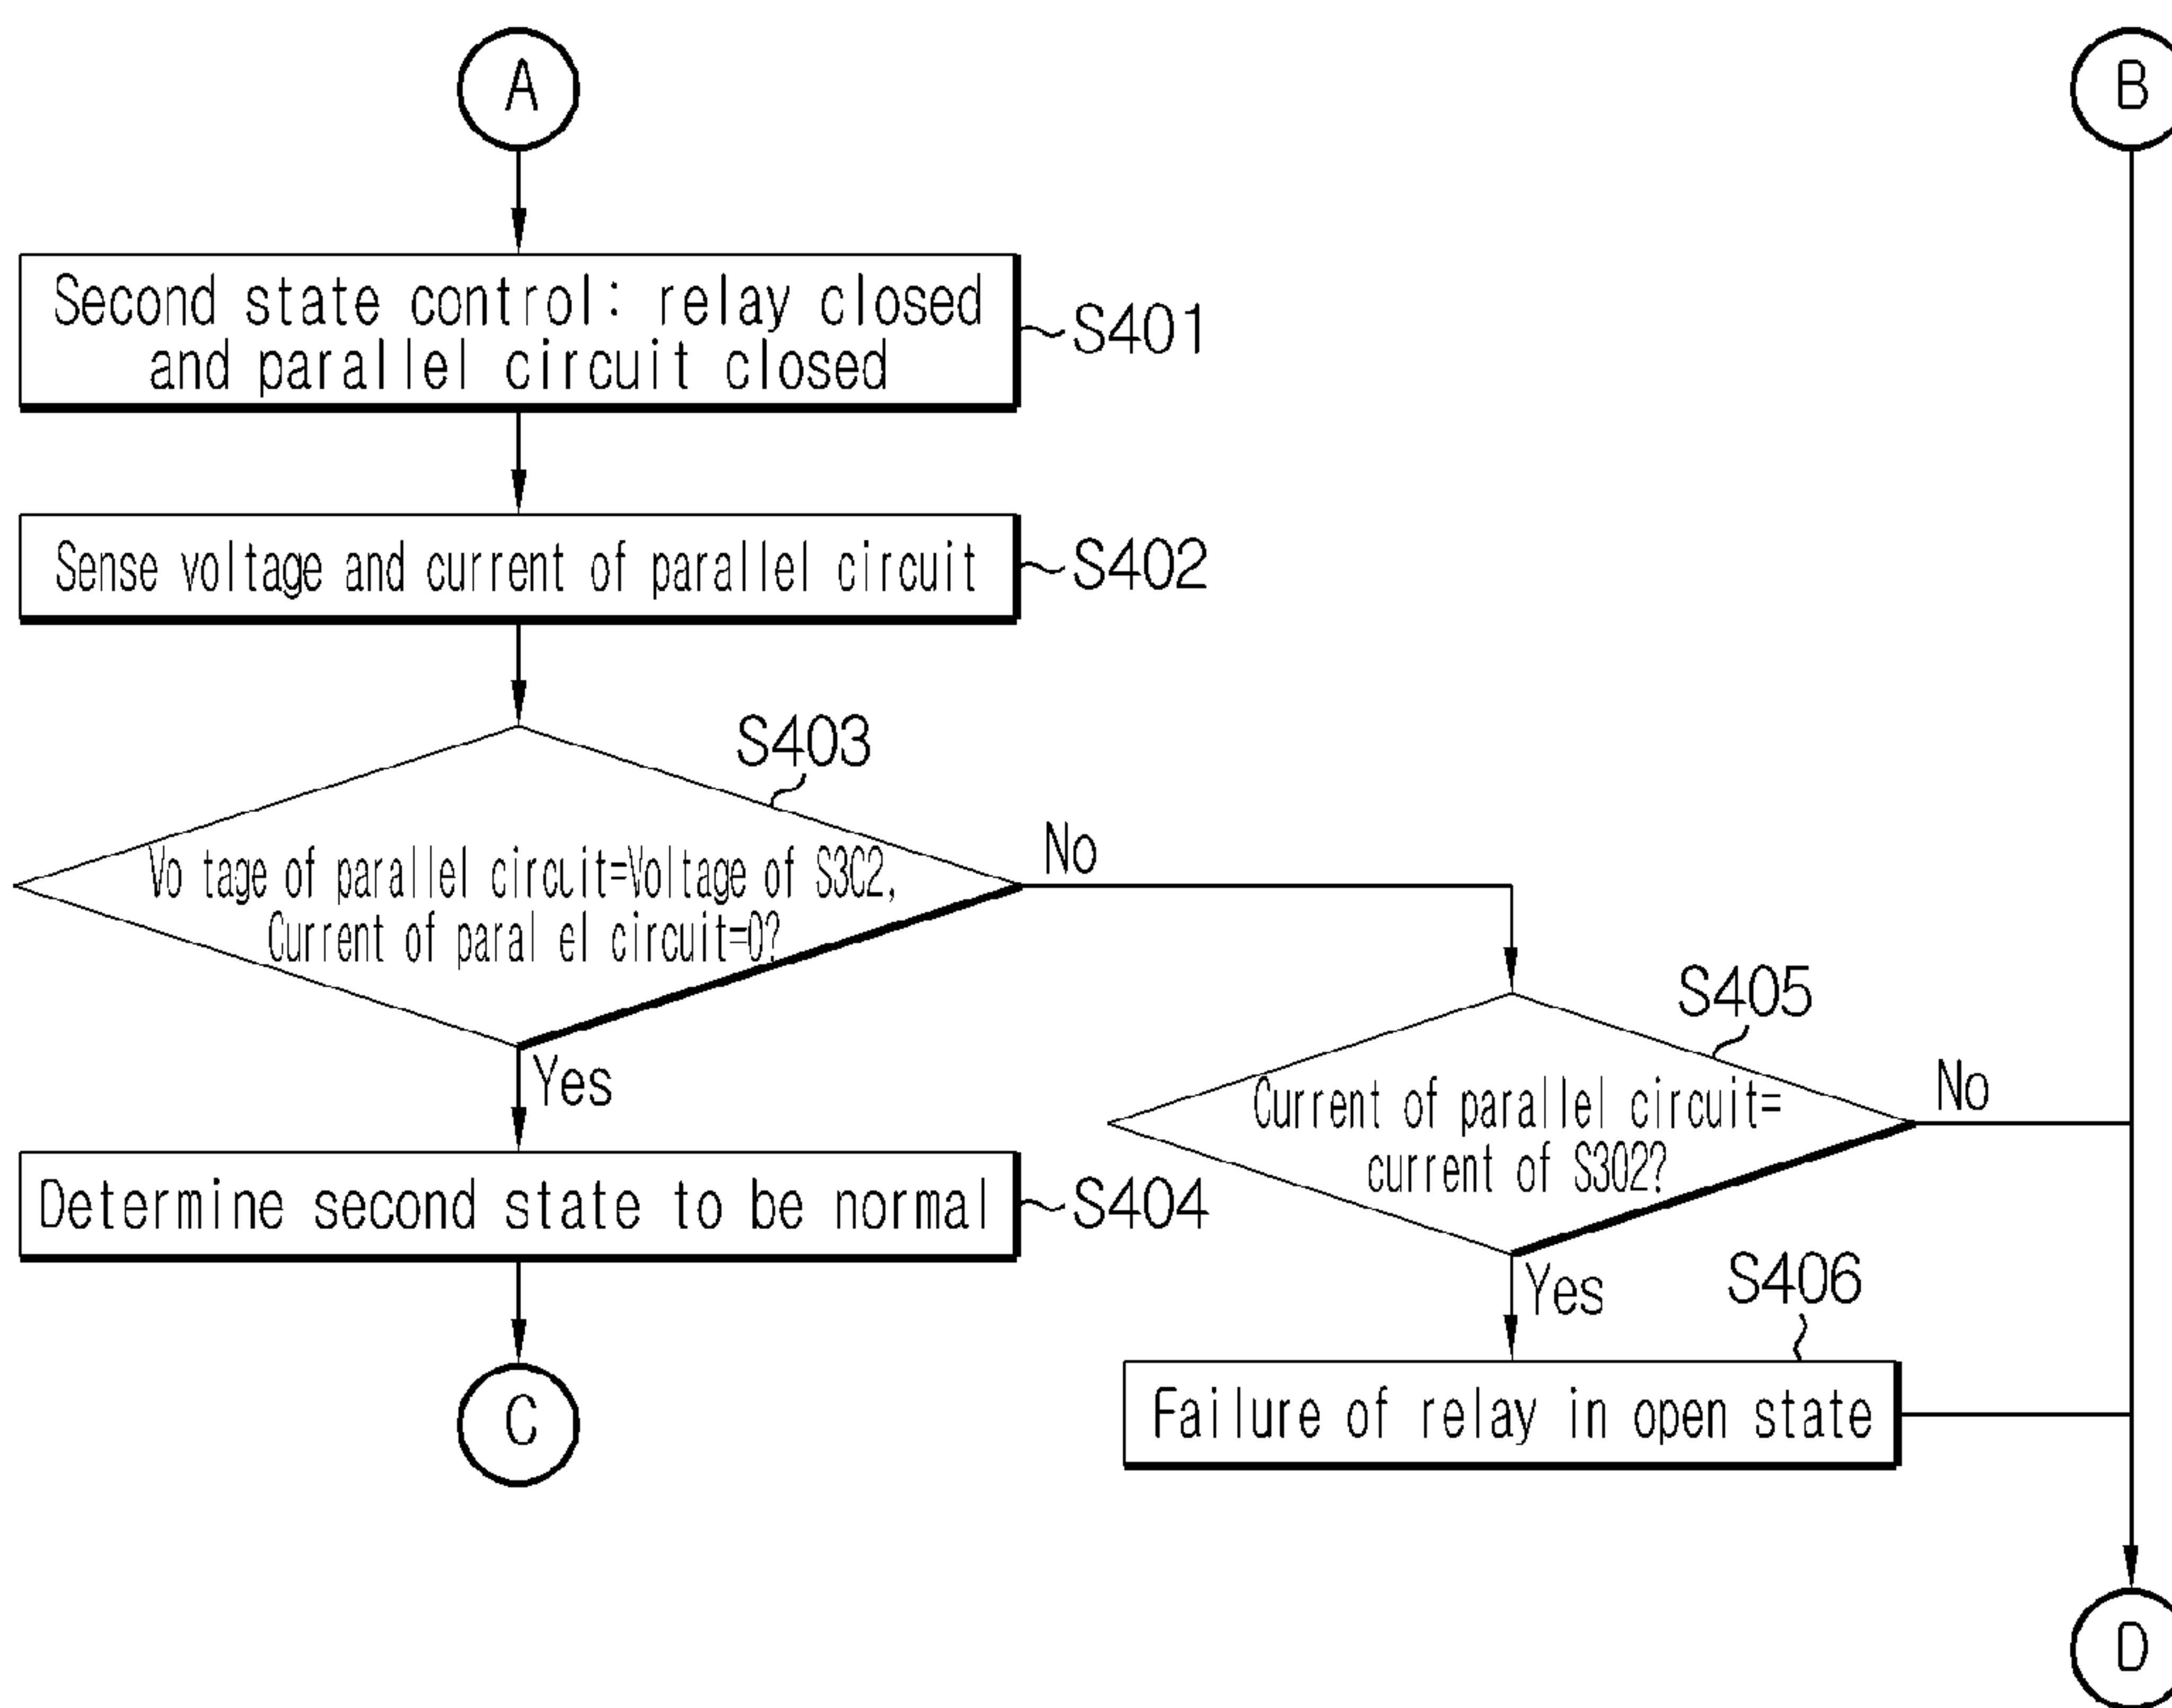 A
B
Second state control: relay closed
and parallel circuit closed
S401
Sense voltage and current of parallel circuit
S402
S403
Vo tage of parallel circuit=Voltage of S302,
Current of paral el circuit=0?
No
Yes
S405
Current of parallel circuit=
current of S302?
No
Yes
Determine second state to be normal
S404
S406
Failure of relay in open state
C
D